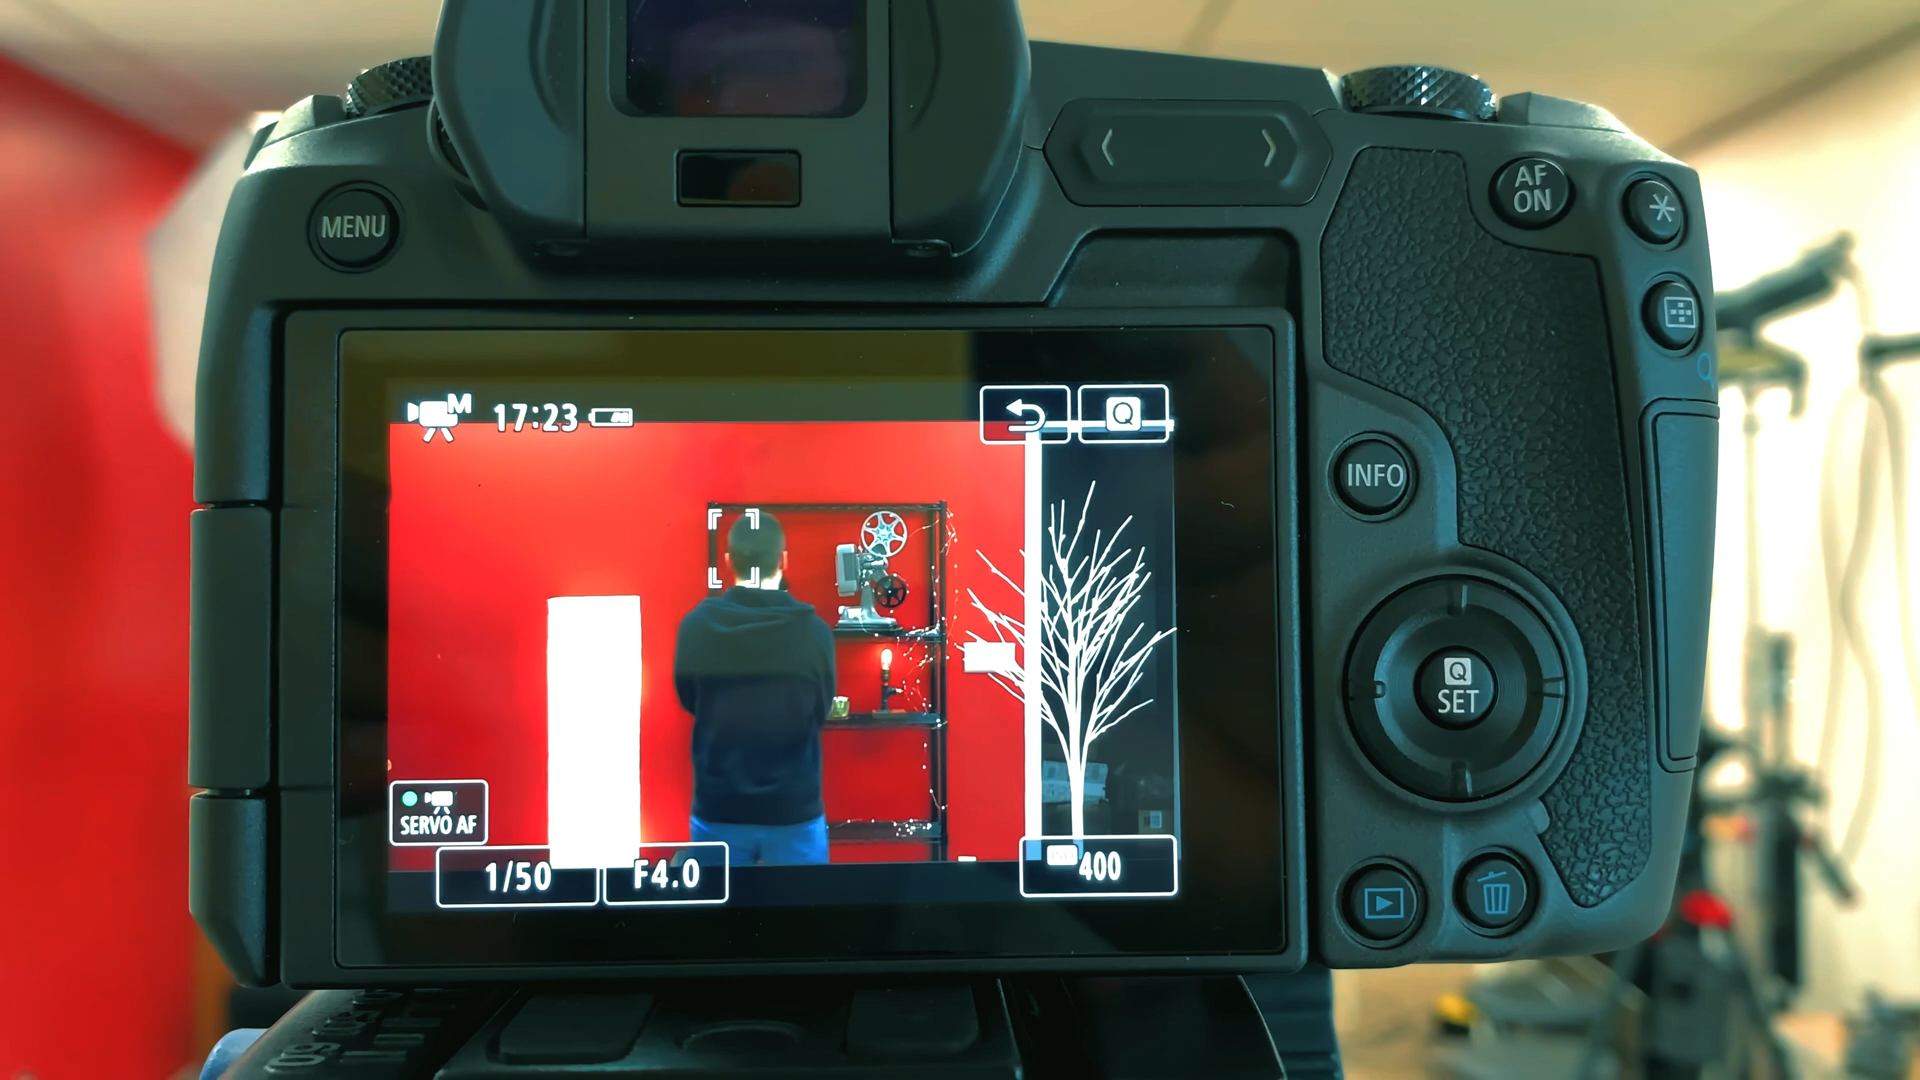 MENU
AF
ON
M
17:23
Q
INFO
Q
SET
SERVO AF
1/50
F4.0
400